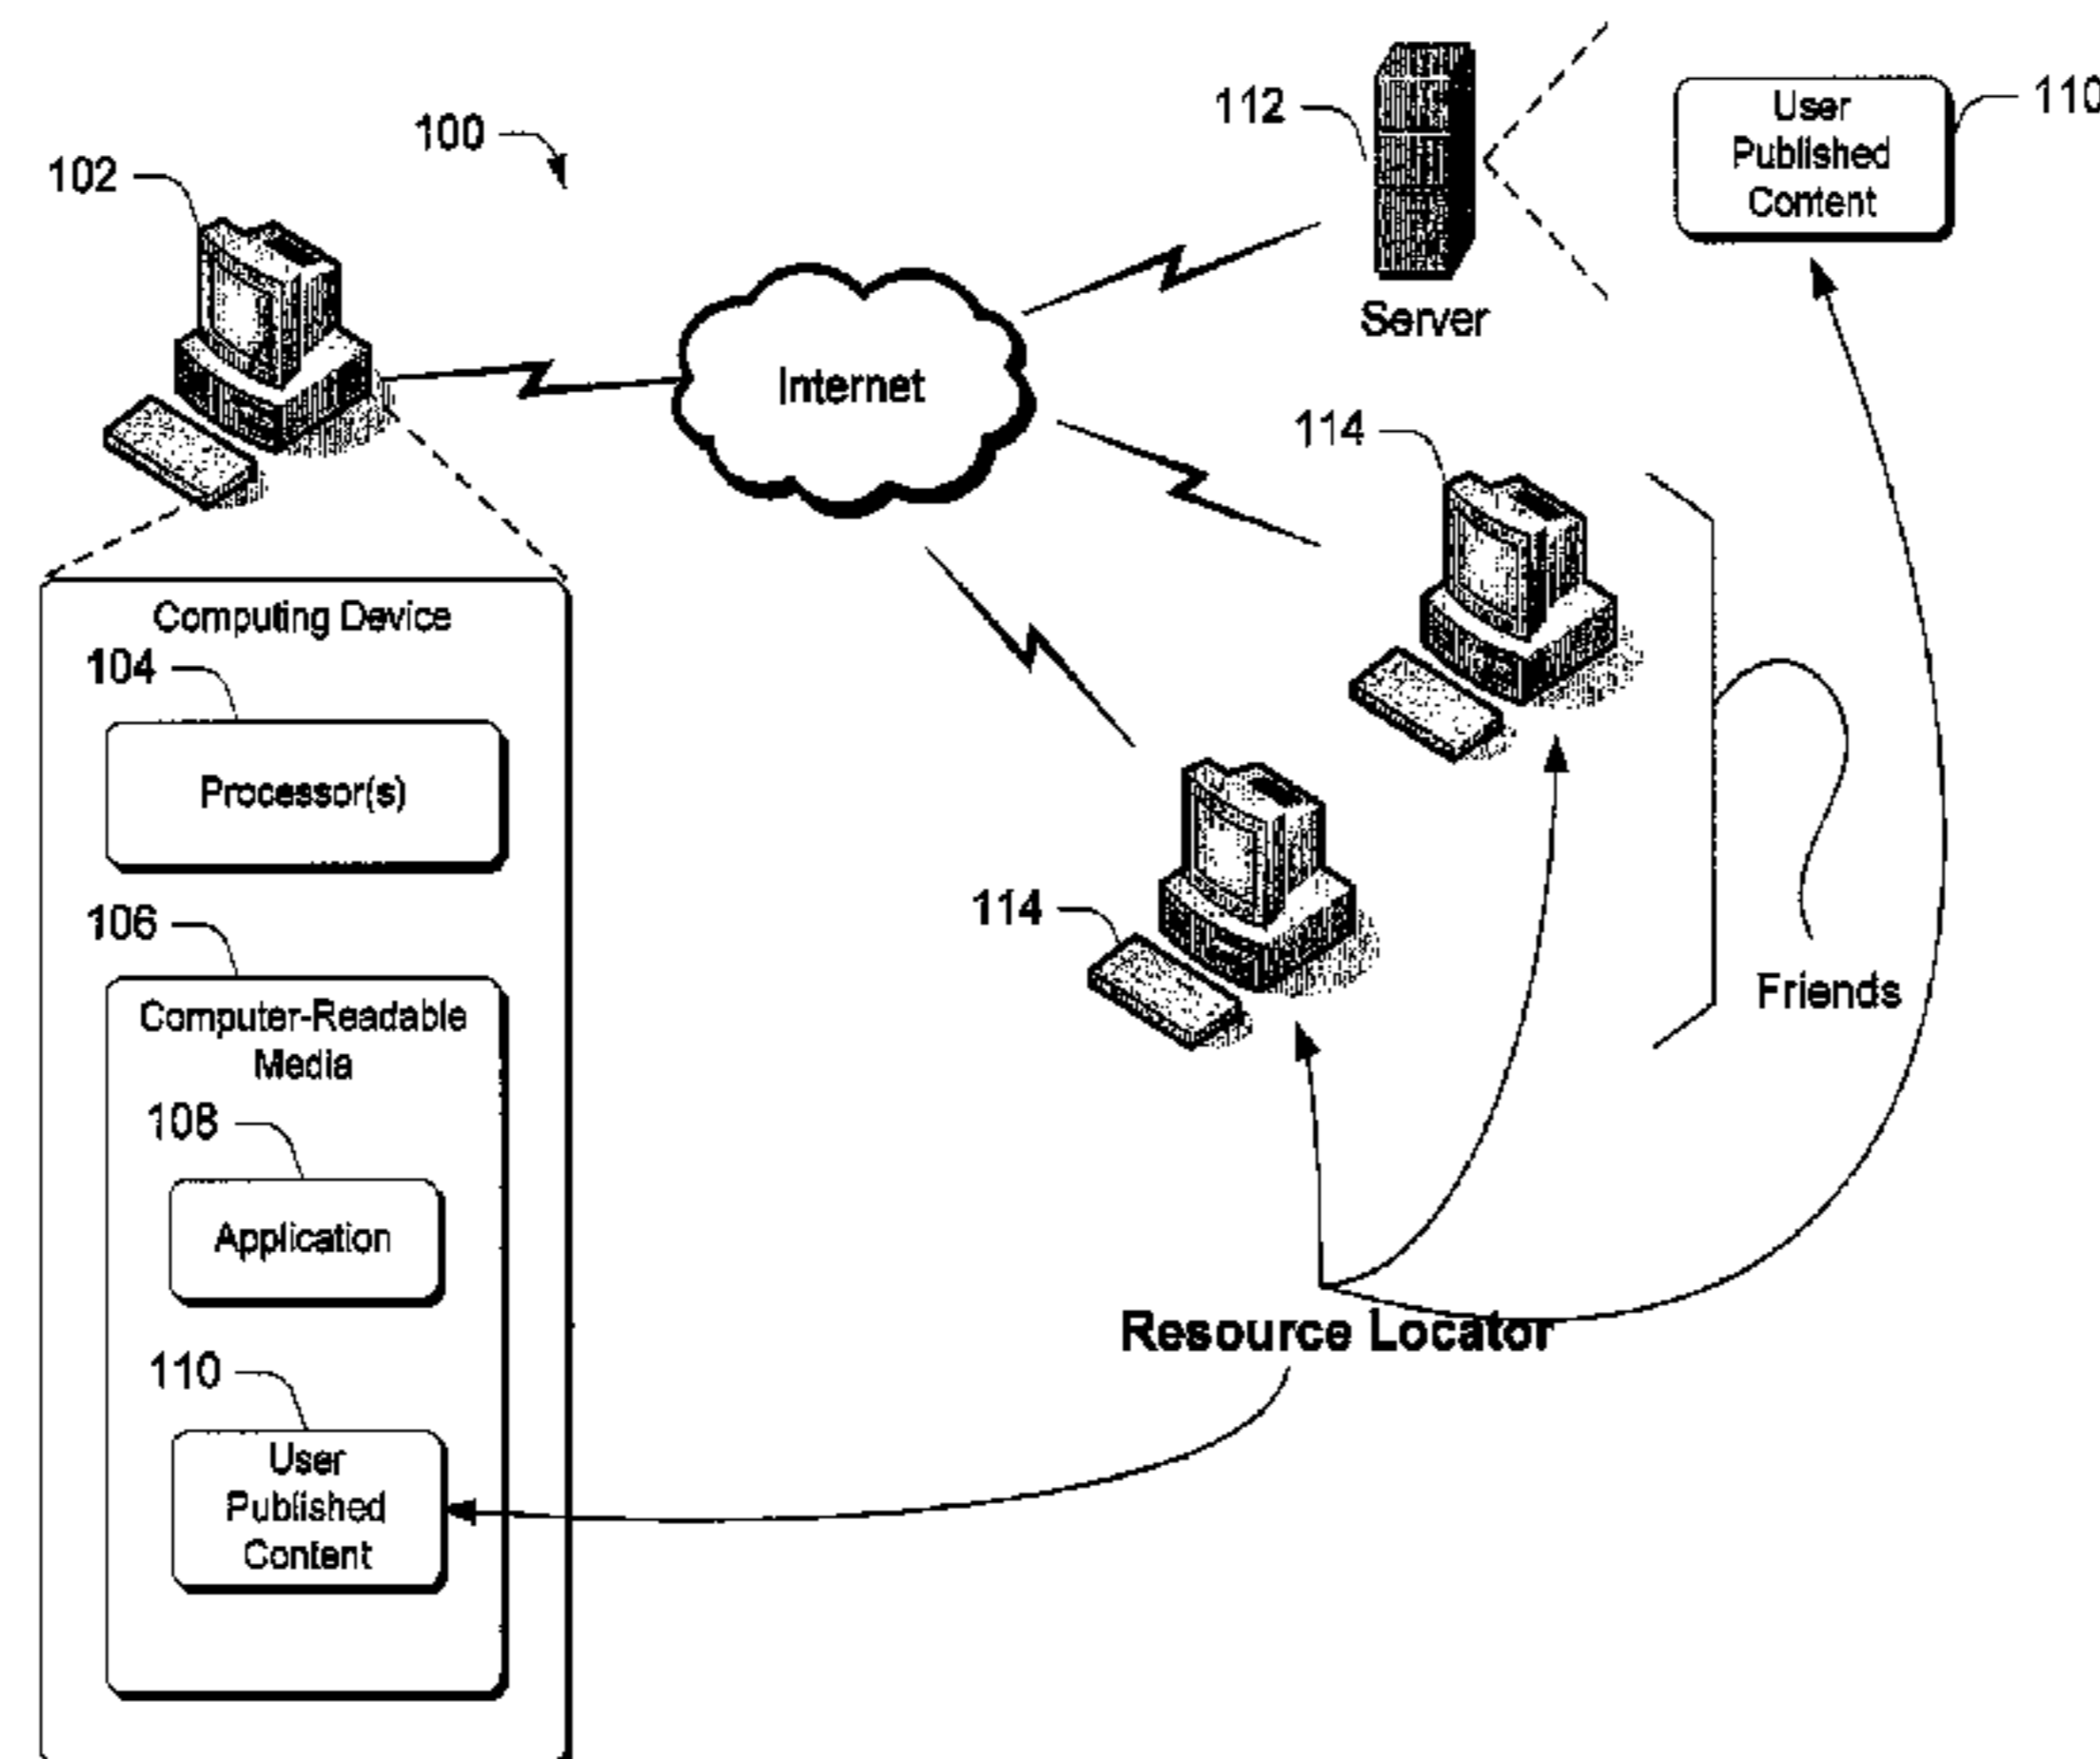 100
102
112
User
Published
Content
110
Server
Internet
114
Computing Device
104
Processor(s)
114
Friends
106
Computer-Readable
Media
108
Application
Resource Locator
110
User
Published
Content